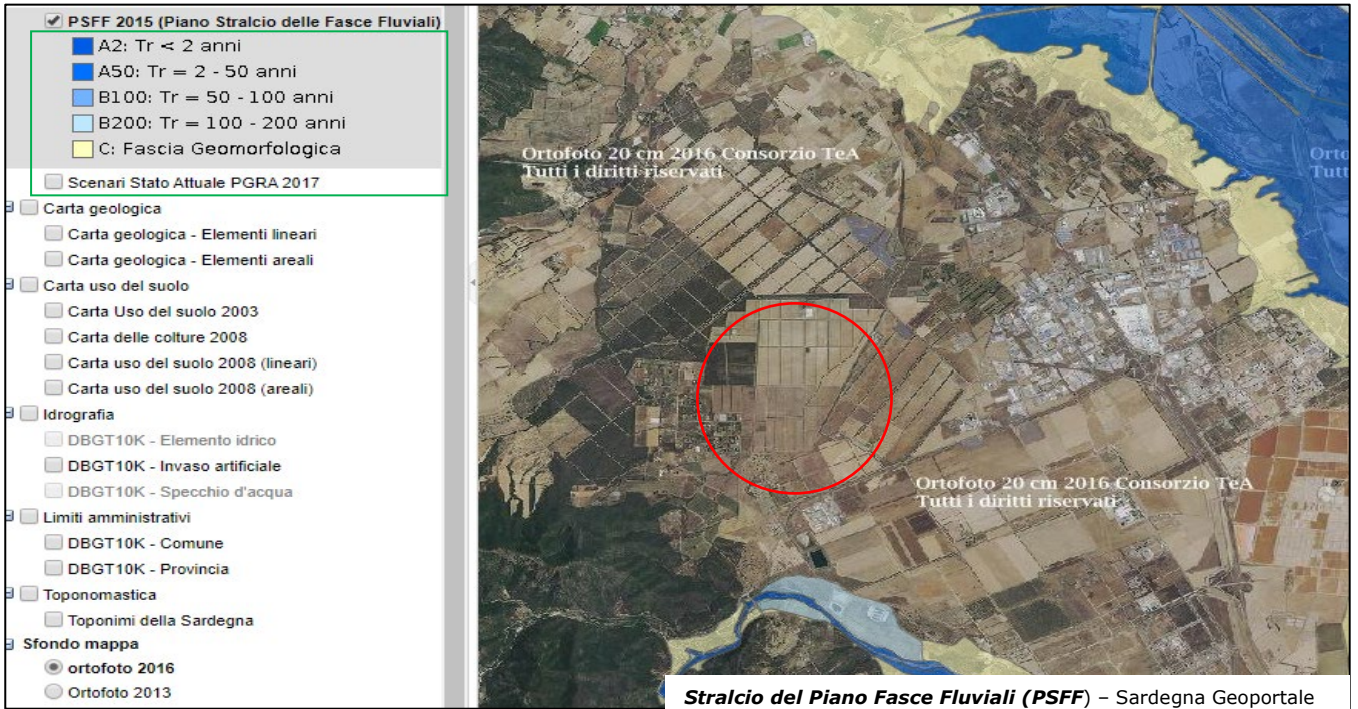 PSFF 2015 (Piano Stralcio delle Fasce Fluviali)
A2: Tr < 2 anni
A50: Tr = 2 - 50 anni
B100: Tr = 50 - 100 anni
B200: Tr = 100 - 200 anni
C: Fascia Geomorfologica
Scenari Stato Attuale PGRA 2017
Carta geologica
Carta geologica - Elementi lineari
Carta geologica - Elementi areali
Carta uso del suolo
Carta Uso del suolo 2003
Carta delle colture 2008
Carta uso del suolo 2008 (lineari)
Carta uso del suolo 2008 (areali)
Idrografia
DBGT10K - Elemento idrico
DBGT10K - Invaso artificiale
DBGT10K - Specchio d'acqua
Limiti amministrativi
DBGT10K - Comune
DBGT10K - Provincia
Toponomastica
Toponimi della Sardegna
Sfondo mappa
ortofoto 2016
Ortofoto 2013
Ortofoto 20 cm 2016 Consorzio TeA
Tutti i diritti riservati
Orto
Tutt
Ortofoto 20 cm 2016 Consorzio TeA
Tutti i diritti riservati
Stralcio del Piano Fasce Fluviali (PSFF) – Sardegna Geoportale